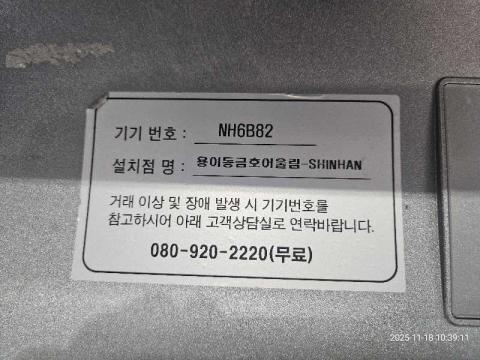 기기 번호 : NH6B82
설치점 명 : 용이동금호어울림-SHINHAN
거래 이상 및 장애 발생 시 기기번호를
참고하시어 아래 고객상담실로 연락바랍니다.
080-920-2220(무료)
2025-11-18 10:39:11